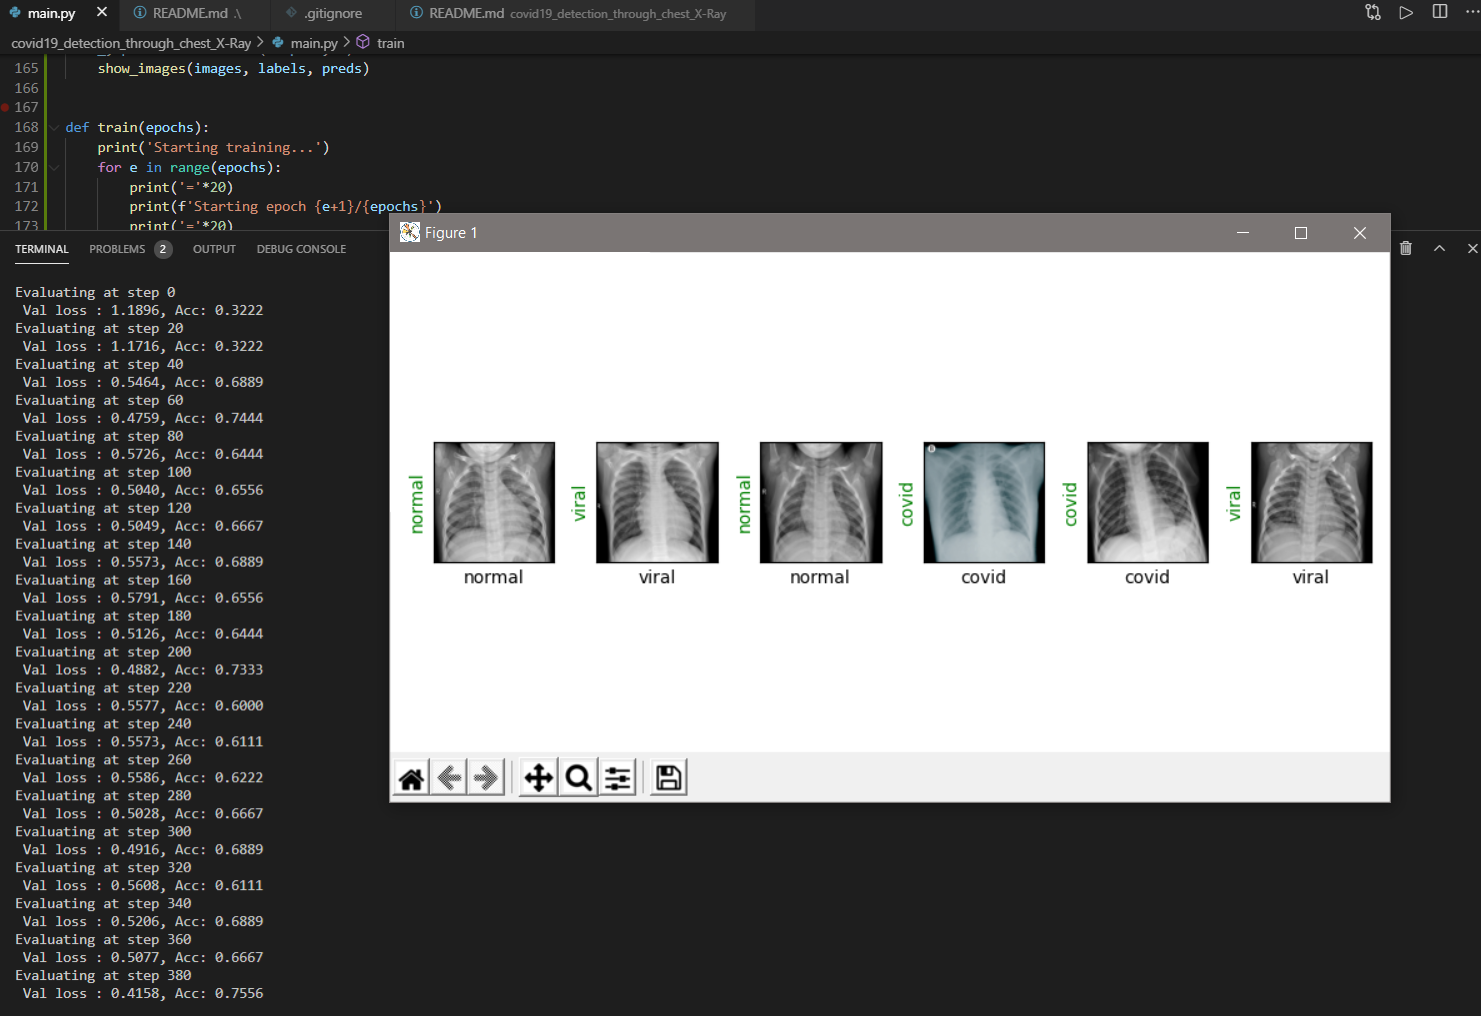 main.py
README.md .\
.gitignore
README.md covid19_detection_through_chest_X-Ray
covid19_detection_through_chest_X-Ray > main.py > train
165 show_images(images, labels, preds)
166
167
168 def train(epochs):
169 print('Starting training...')
170 for e in range(epochs):
171 print('='*20)
172 print(f'Starting epoch {e+1}/{epochs}')
173 print('='*20)
TERMINAL PROBLEMS 2 OUTPUT DEBUG CONSOLE
Evaluating at step 0
Val loss : 1.1896, Acc: 0.3222
Evaluating at step 20
Val loss : 1.1716, Acc: 0.3222
Evaluating at step 40
Val loss : 0.5464, Acc: 0.6889
Evaluating at step 60
Val loss : 0.4759, Acc: 0.7444
Evaluating at step 80
Val loss : 0.5726, Acc: 0.6444
Evaluating at step 100
Val loss : 0.5040, Acc: 0.6556
Evaluating at step 120
Val loss : 0.5049, Acc: 0.6667
Evaluating at step 140
Val loss : 0.5573, Acc: 0.6889
Evaluating at step 160
Val loss : 0.5791, Acc: 0.6556
Evaluating at step 180
Val loss : 0.5126, Acc: 0.6444
Evaluating at step 200
Val loss : 0.4882, Acc: 0.7333
Evaluating at step 220
Val loss : 0.5577, Acc: 0.6000
Evaluating at step 240
Val loss : 0.5573, Acc: 0.6111
Evaluating at step 260
Val loss : 0.5586, Acc: 0.6222
Evaluating at step 280
Val loss : 0.5028, Acc: 0.6667
Evaluating at step 300
Val loss : 0.4916, Acc: 0.6889
Evaluating at step 320
Val loss : 0.5608, Acc: 0.6111
Evaluating at step 340
Val loss : 0.5206, Acc: 0.6889
Evaluating at step 360
Val loss : 0.5077, Acc: 0.6667
Evaluating at step 380
Val loss : 0.4158, Acc: 0.7556
Figure 1
normal
normal
viral
viral
normal
normal
covid
covid
covid
covid
viral
viral